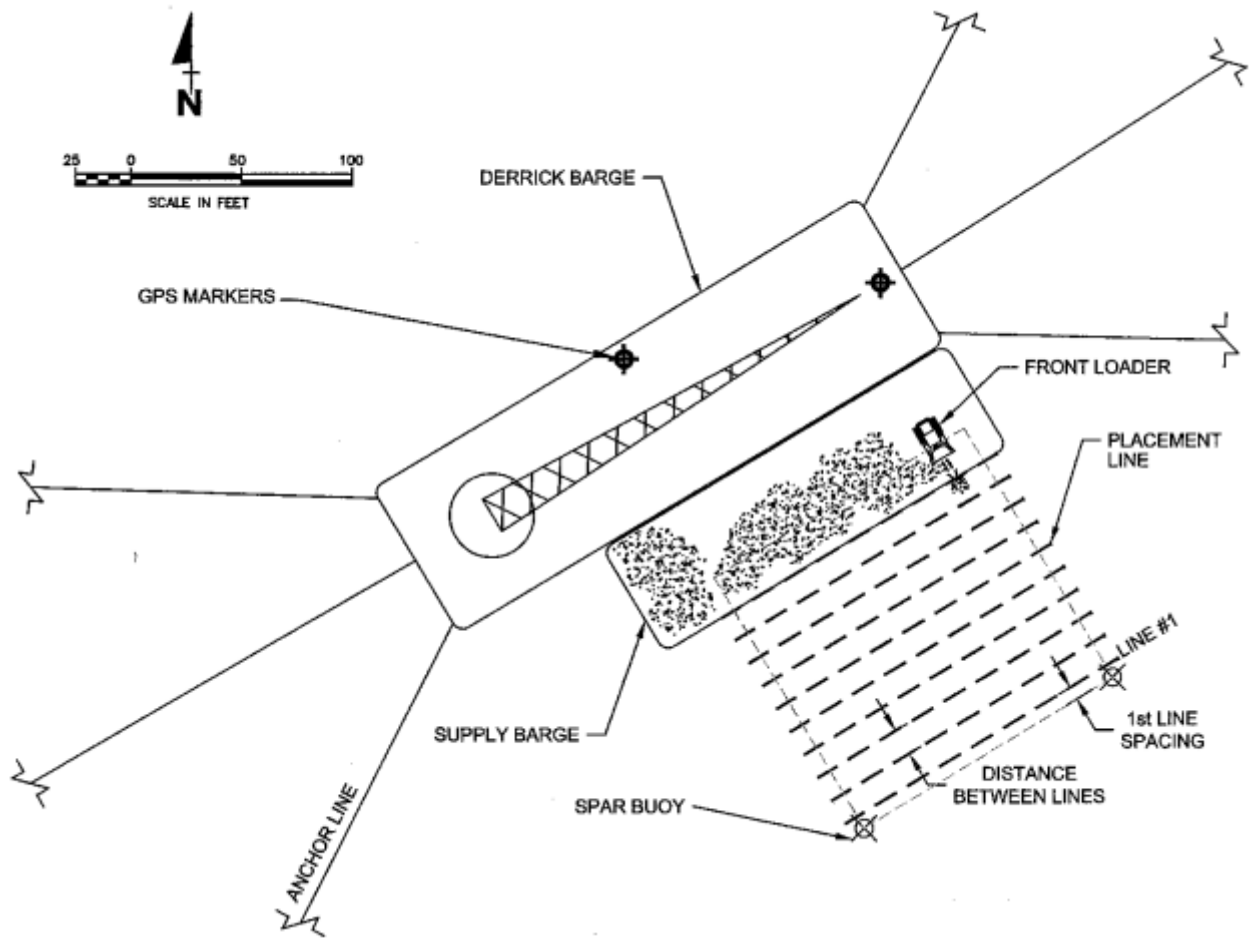 N
25 0 50 100
SCALE IN FEET
DERRICK BARGE
GPS MARKERS
FRONT LOADER
PLACEMENT
LINE
LINE #1
1st LINE
SPACING
SUPPLY BARGE
DISTANCE
BETWEEN LINES
SPAR BUOY
ANCHOR LINE